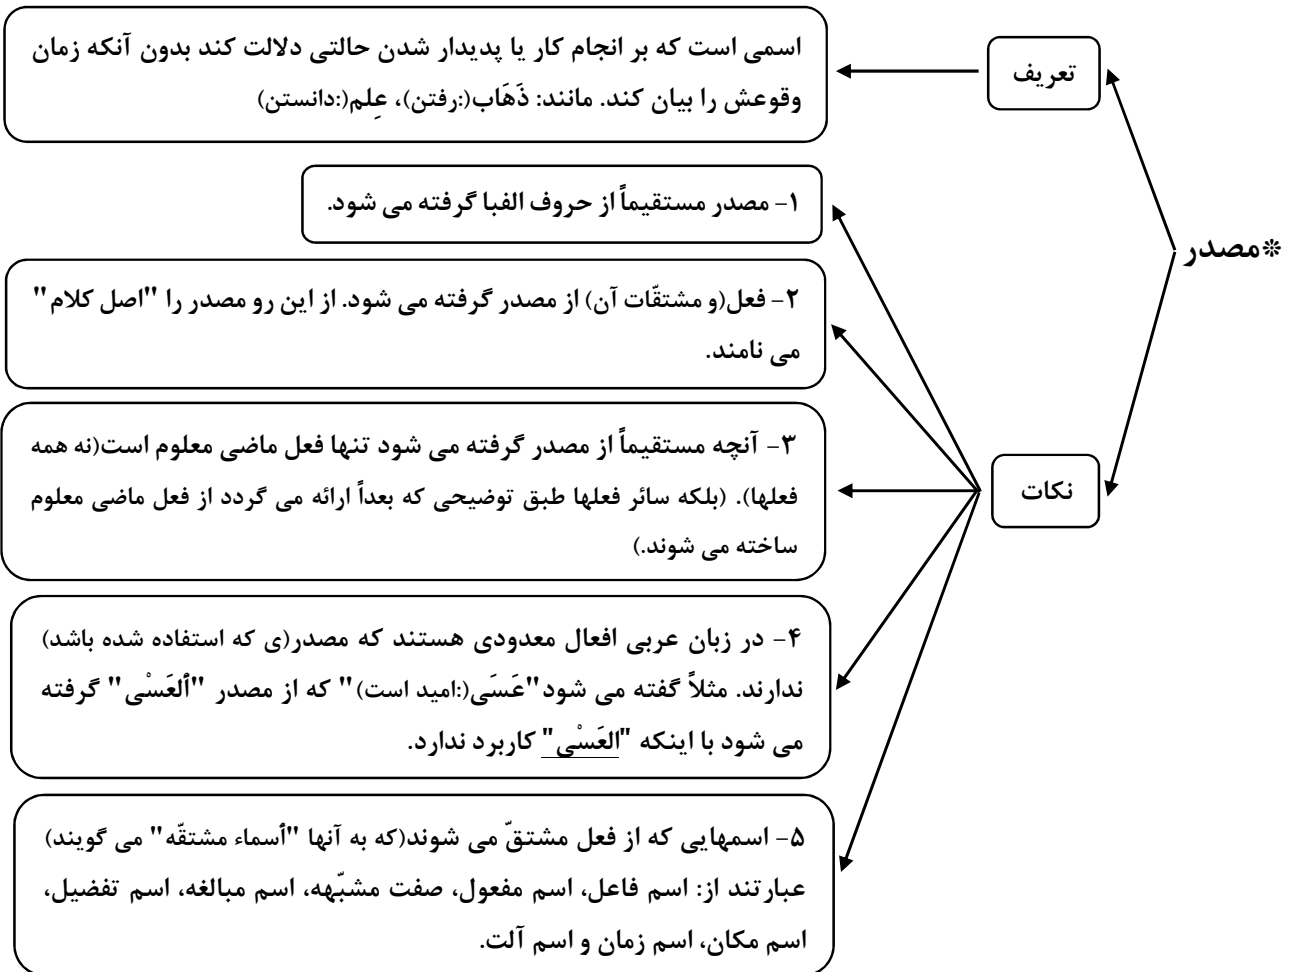 *مصدر
تعریف
اسمی است که بر انجام کار یا پدیدار شدن حالتی دلالت کند بدون آنکه زمان
وقوعش را بیان کند. مانند: ذَهَاب(:رفتن)، عِلم(:دانستن)
نکات
۱- مصدر مستقیماً از حروف الفبا گرفته می شود.
۲- فعل(و مشتقّات آن) از مصدر گرفته می شود. از این رو مصدر را "اصل کلام"
می نامند.
۳- آنچه مستقیماً از مصدر گرفته می شود تنها فعل ماضی معلوم است(نه همه
فعلها). (بلکه سائر فعلها طبق توضیحی که بعداً ارائه می گردد از فعل ماضی معلوم
ساخته می شوند.)
۴- در زبان عربی افعال معدودی هستند که مصدر(ی که استفاده شده باشد)
ندارند. مثلاً گفته می شود"عَسَی(:امید است)" که از مصدر "ألعَسْی" گرفته
می شود با اینکه "العَسْی" کاربرد ندارد.
۵- اسمهایی که از فعل مشتقّ می شوند(که به آنها "أسماء مشتقّه" می گویند)
عبارتند از: اسم فاعل، اسم مفعول، صفت مشبّهه، اسم مبالغه، اسم تفضیل،
اسم مکان، اسم زمان و اسم آلت.